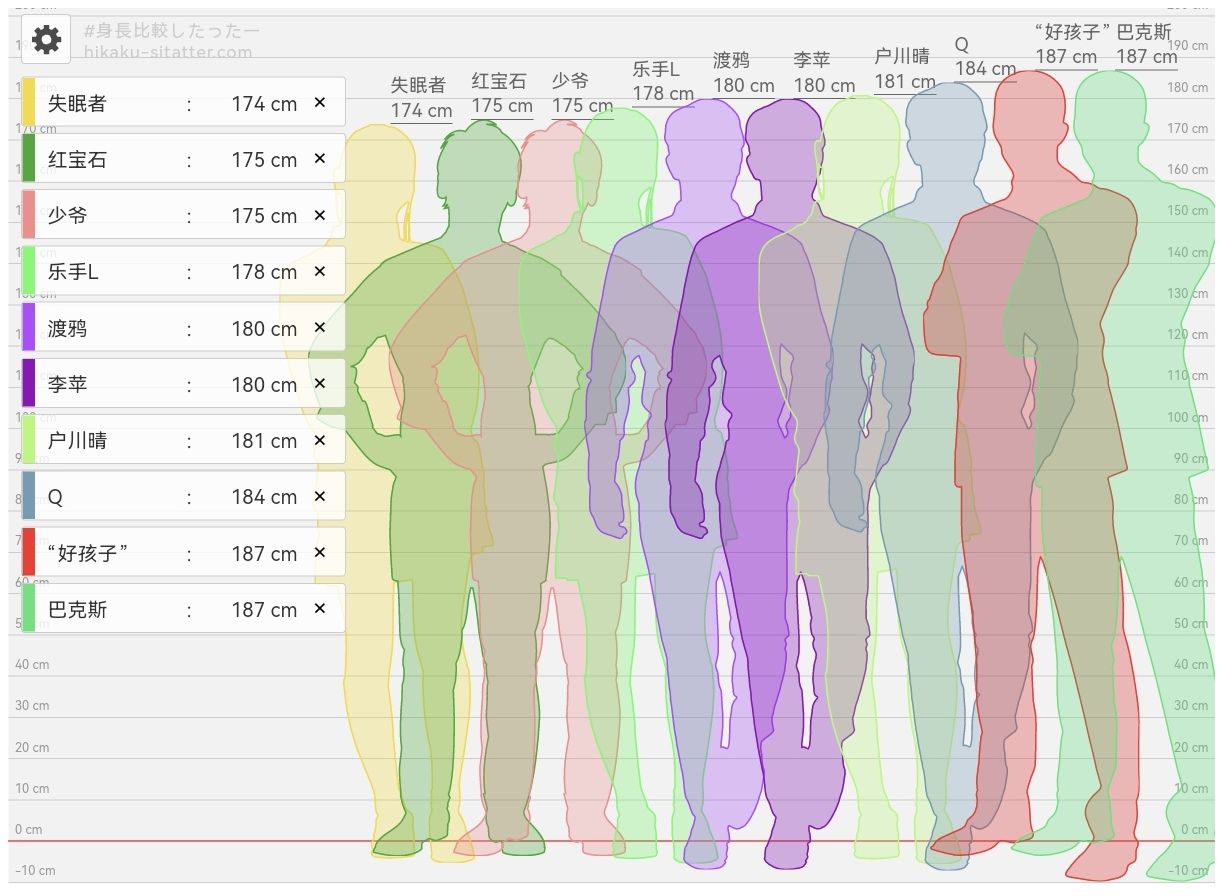 #身長比較したったー
hikaku-sitatter.com
失眠者 : 174 cm ✕
红宝石 : 175 cm ✕
少爷 : 175 cm ✕
乐手L : 178 cm ✕
渡鸦 : 180 cm ✕
李苹 : 180 cm ✕
户川晴 : 181 cm ✕
Q : 184 cm ✕
“好孩子” : 187 cm ✕
巴克斯 : 187 cm ✕
失眠者
174 cm
红宝石
175 cm
少爷
175 cm
乐手L
178 cm
渡鸦
180 cm
李苹
180 cm
户川晴
181 cm
Q
184 cm
“好孩子”
187 cm
巴克斯
187 cm
170 cm
60 cm
40 cm
30 cm
20 cm
10 cm
0 cm
-10 cm
190 cm
180 cm
170 cm
160 cm
150 cm
140 cm
130 cm
120 cm
110 cm
100 cm
90 cm
80 cm
70 cm
60 cm
50 cm
40 cm
30 cm
20 cm
10 cm
0 cm
-10 cm